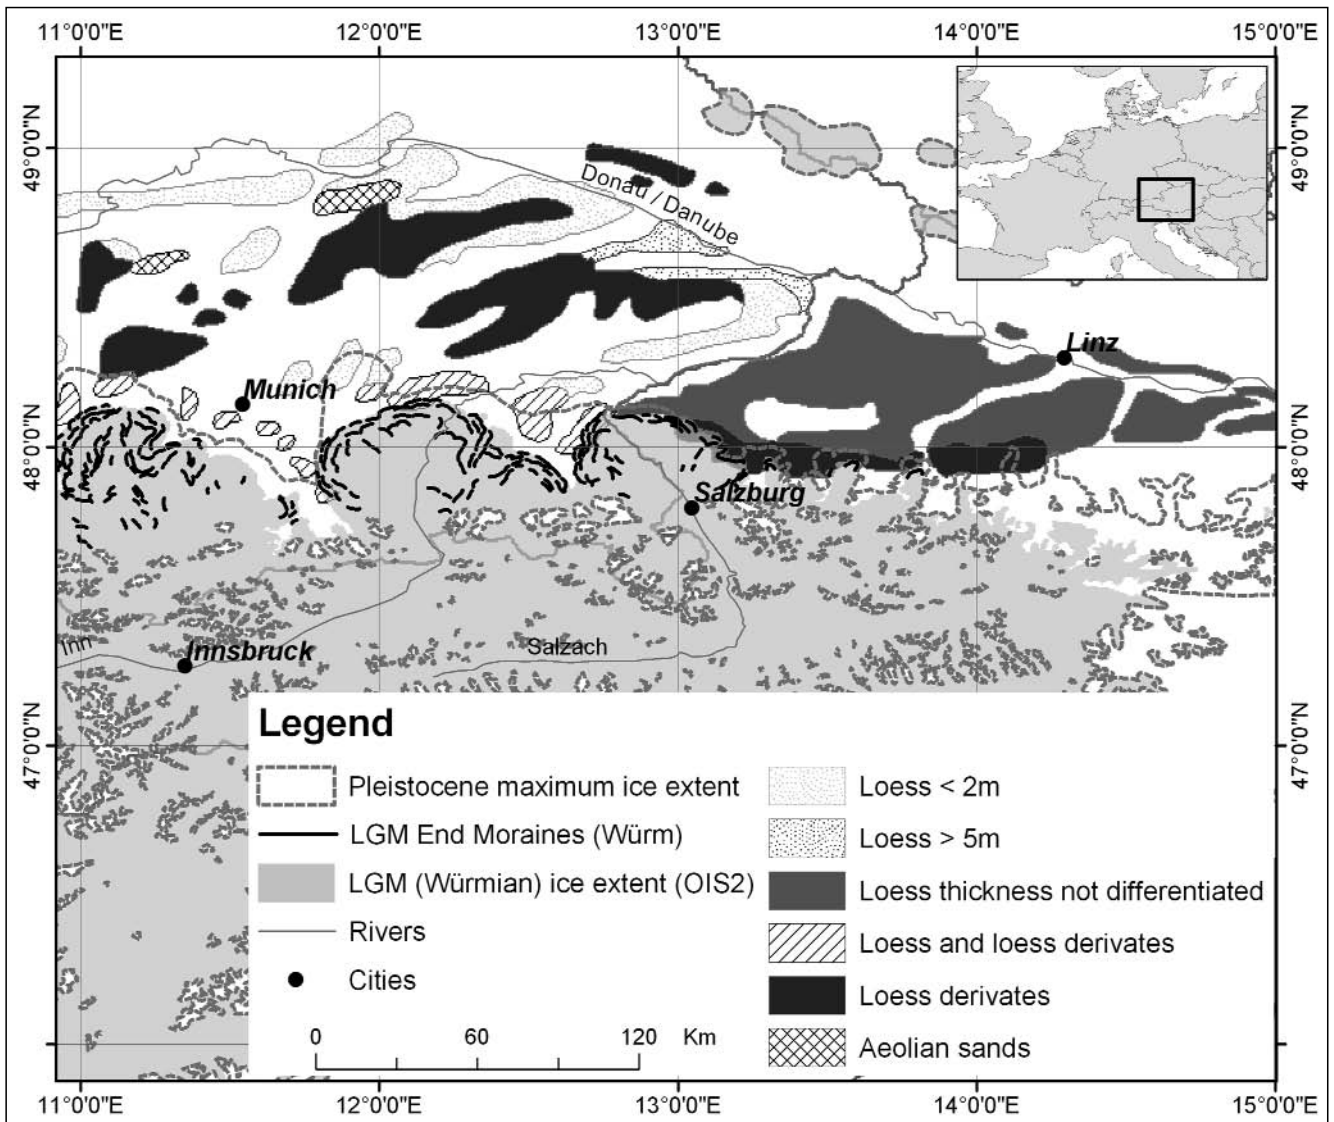 11°0'0"E 12°0'0"E 13°0'0"E 14°0'0"E 15°0'0"E
49°0'0"N 49°0'0"N
Donau / Danube
Linz
Munich
48°0'0"N 48°0'0"N
Salzburg
Inn
Innsbruck
Salzach
47°0'0"N 47°0'0"N
Legend
Pleistocene maximum ice extent
LGM End Moraines (Würm)
LGM (Würmian) ice extent (OIS2)
Rivers
Cities
0 60 120 Km
Loess < 2m
Loess > 5m
Loess thickness not differentiated
Loess and loess derivates
Loess derivates
Aeolian sands
11°0'0"E 12°0'0"E 13°0'0"E 14°0'0"E 15°0'0"E